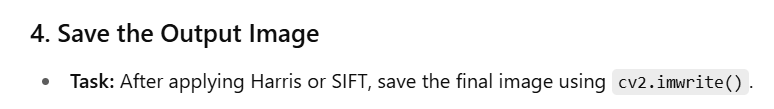 4. Save the Output Image
• Task: After applying Harris or SIFT, save the final image using cv2.imwrite().